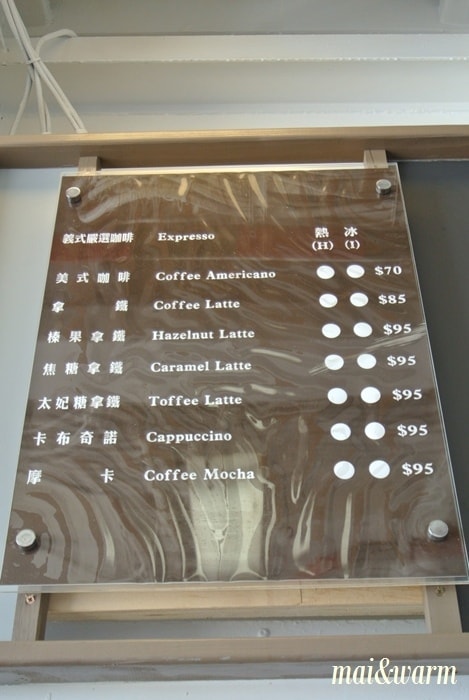 義式嚴選咖啡 Expresso 熱 冰
(H) (I)
美式咖啡 Coffee Americano $70
拿鐵 Coffee Latte $85
榛果拿鐵 Hazelnut Latte $95
焦糖拿鐵 Caramel Latte $95
太妃糖拿鐵 Toffee Latte $95
卡布奇諾 Cappuccino $95
摩卡 Coffee Mocha $95
mai&warm